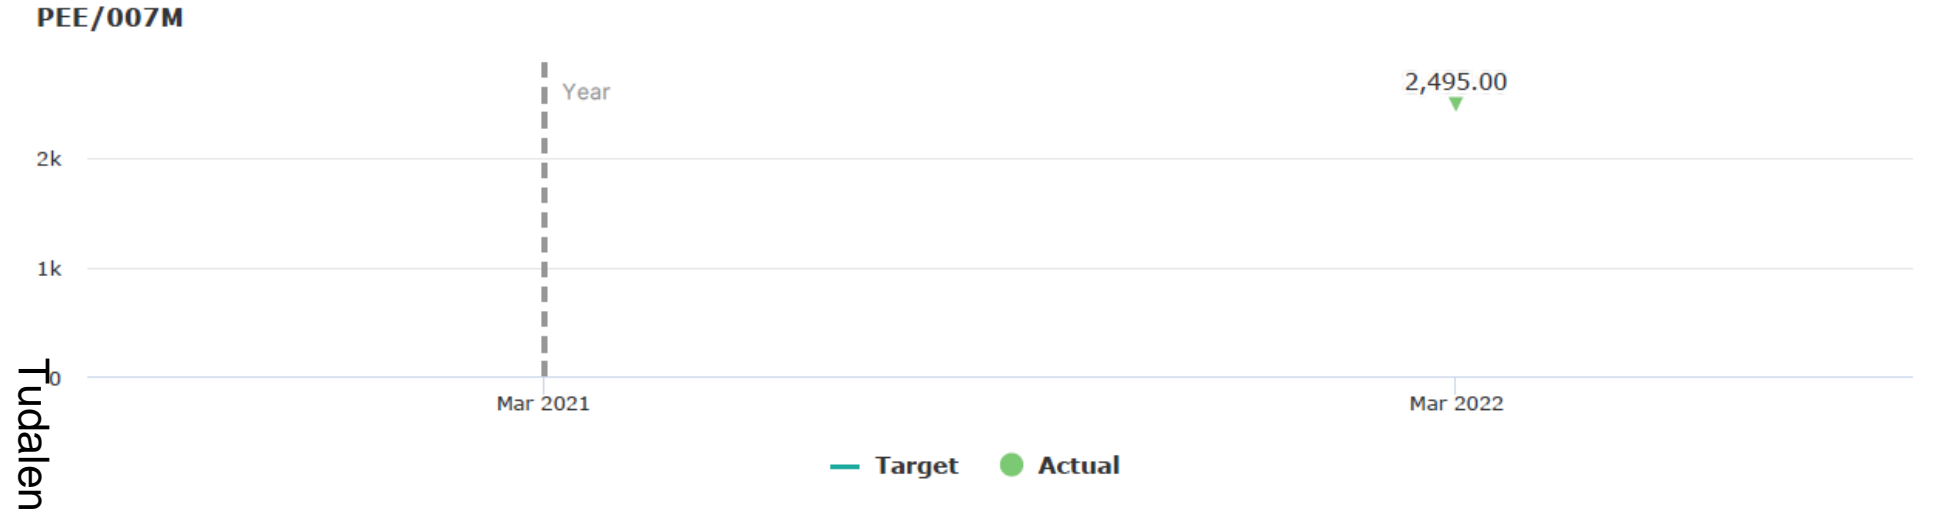 PEE/007M
Year
2,495.00
2k
1k
0
Mar 2021
Mar 2022
Target
Actual
Tudalen